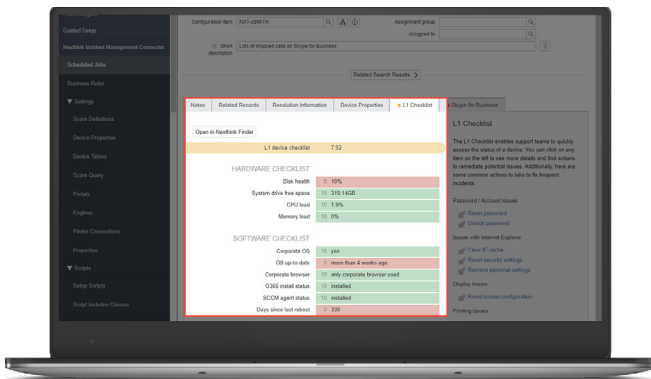 Guided Setup
Nexthink Incident Management Connector
Scheduled Jobs
Business Rules
Settings
Score Definitions
Device Properties
Device Tables
Score Query
Portals
Engines
Finder Connections
Properties
Scripts
Setup Scripts
Script Includes Classes
Configuration item NXT-JSMITH
Assignment group
Assigned to
Short description Lots of dropped calls on Skype for Business
Related Search Results >
Notes Related Records Resolution Information Device Properties L1 Checklist Skype for Business
Open in Nexthink Finder
L1 device checklist 7.92
HARDWARE CHECKLIST
Disk health 0 10%
System drive free space 10 319.14GB
CPU load 10 1.9%
Memory load 10 0%
SOFTWARE CHECKLIST
Corporate OS 10 yes
OS up-to-date 0 more than 4 weeks ago
Corporate browser 10 only corporate browser used
O365 install status 10 installed
SCCM agent status 10 installed
Days since last reboot 0 330
L1 Checklist
The L1 Checklist enables support teams to quickly
assess the status of a device. You can click on any
item on the left to see more details and find actions
to remediate potential issues. Additionally, here are
some common actions to take to fix frequent
incidents.
Password / Account issues
Reset password
Unlock password
Issues with Internet Explorer
Clear IE cache
Reset security settings
Remove personal settings
Display issues
Reset screen configuration
Printing issues